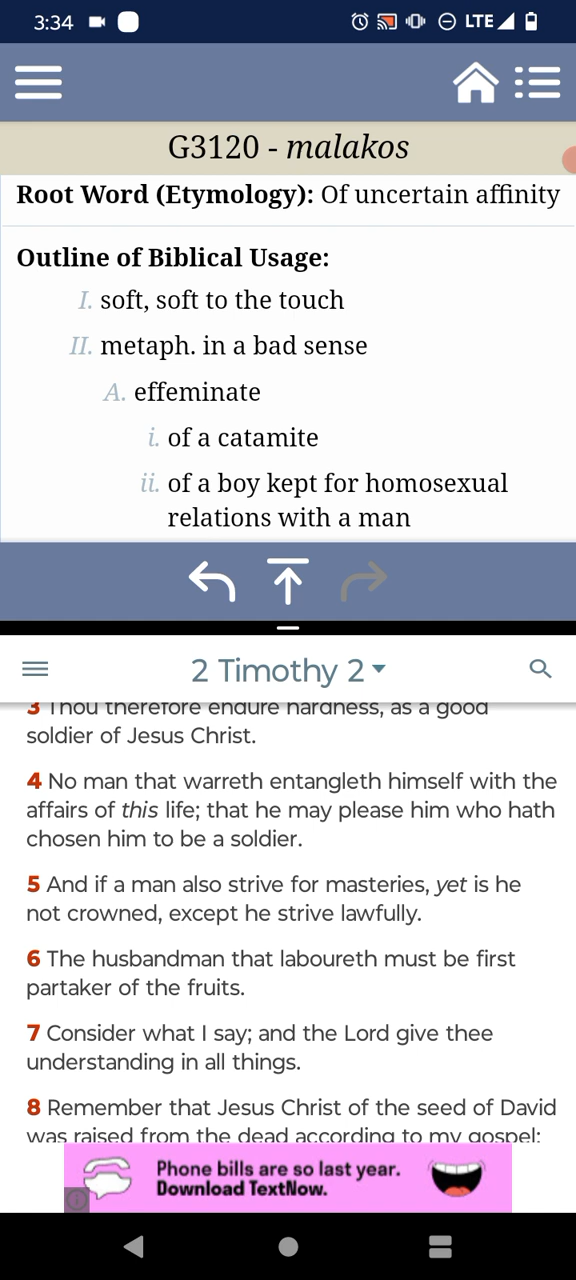 3:34
LTE
G3120 - malakos
Root Word (Etymology): Of uncertain affinity
Outline of Biblical Usage:
I. soft, soft to the touch
II. metaph. in a bad sense
A. effeminate
i. of a catamite
ii. of a boy kept for homosexual
relations with a man
2 Timothy 2
3 Thou therefore endure hardness, as a good
soldier of Jesus Christ.
4 No man that warreth entangleth himself with the
affairs of this life; that he may please him who hath
chosen him to be a soldier.
5 And if a man also strive for masteries, yet is he
not crowned, except he strive lawfully.
6 The husbandman that laboureth must be first
partaker of the fruits.
7 Consider what I say; and the Lord give thee
understanding in all things.
8 Remember that Jesus Christ of the seed of David
was raised from the dead according to my gospel:
Phone bills are so last year.
Download TextNow.